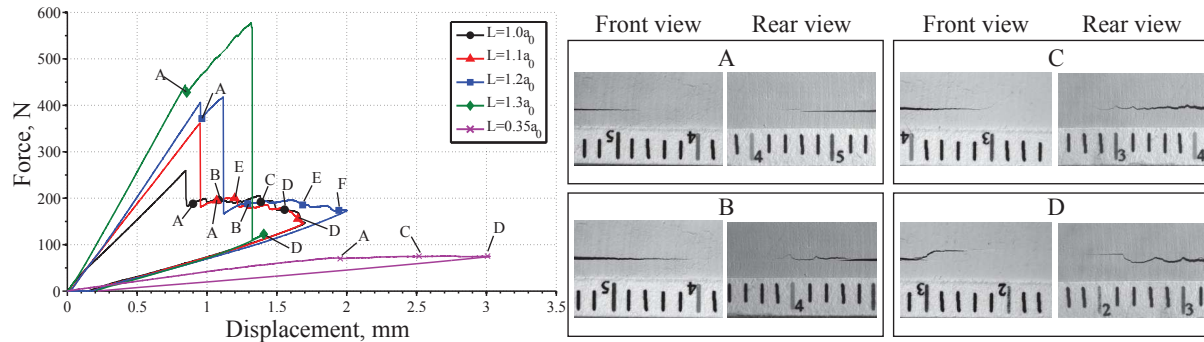 600
500
400
300
200
100
0
Force, N
0
0.5
1
1.5
2
2.5
3
3.5
Displacement, mm
L=1.0a0
L=1.1a0
L=1.2a0
L=1.3a0
L=0.35a0
A
A
A
B
E
C
D
E
F
A
B
D
D
A
C
D
Front view Rear view
A
5 4
4 5
B
5 4
4
Front view Rear view
C
4 3
3 4
D
3 2
2 3